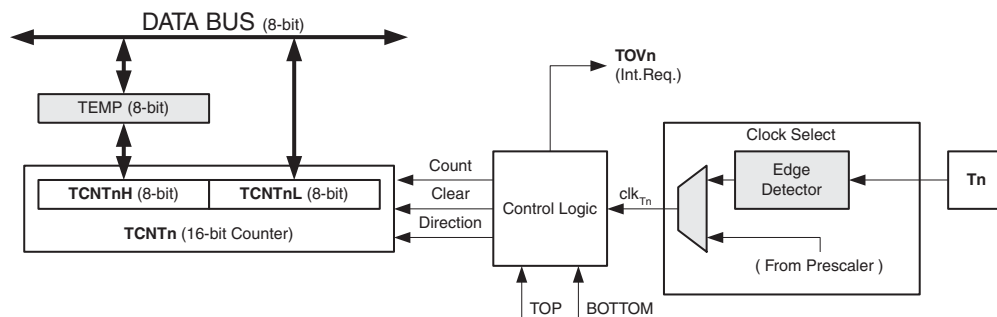 DATA BUS (8-bit)
TOVn
(Int.Req.)
TEMP (8-bit)
Clock Select
Count
Edge
Detector
Tn
TCNTnH (8-bit) TCNTnL (8-bit)
Clear
Control Logic
clkTn
TCNTn (16-bit Counter)
Direction
( From Prescaler )
TOP
BOTTOM